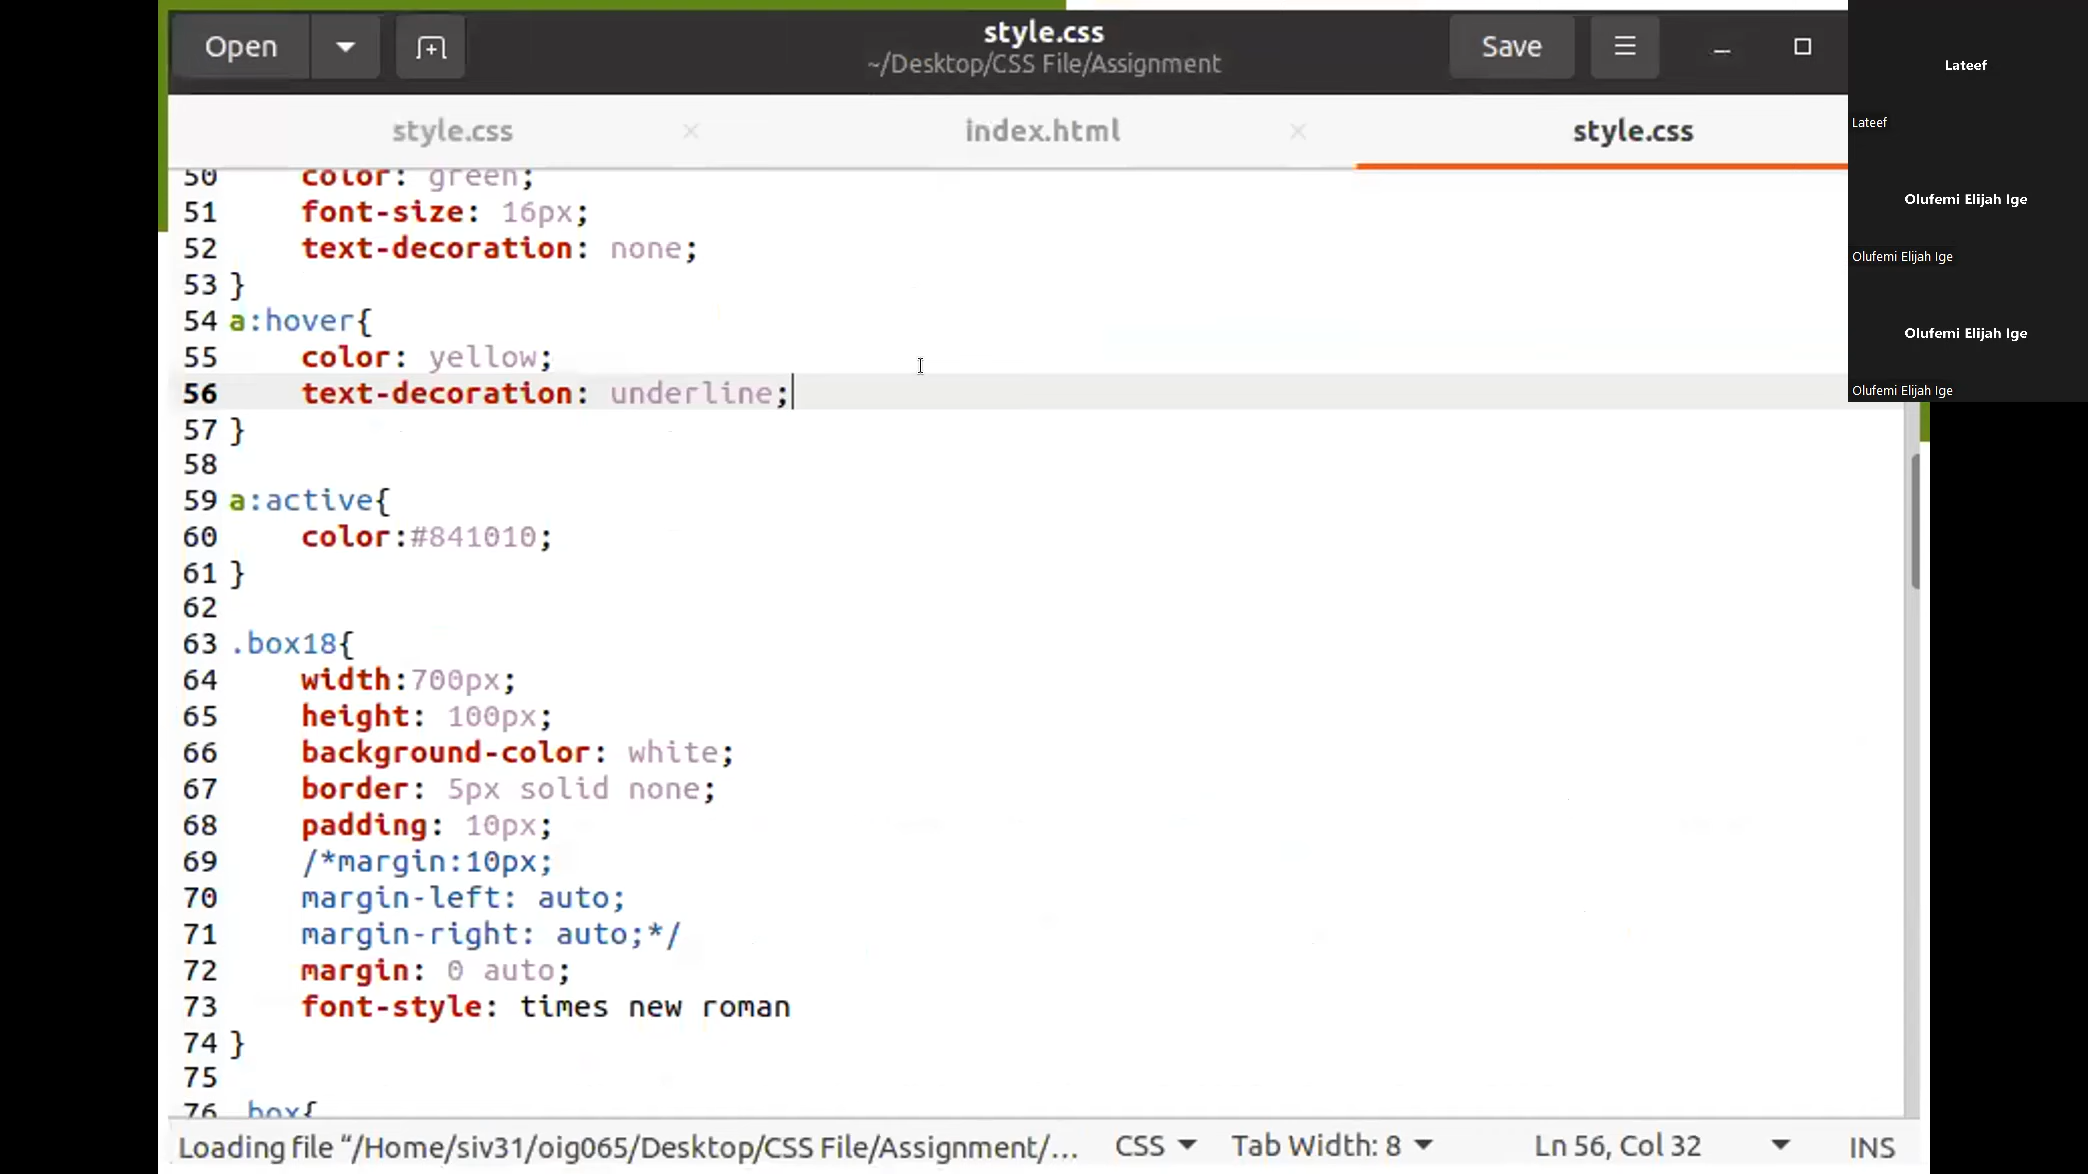 Open
style.css
~/Desktop/CSS File/Assignment
Save
style.css
index.html
style.css
50 color: green;
51 font-size: 16px;
52 text-decoration: none;
53 }
54 a:hover{
55 color: yellow;
56 text-decoration: underline;
57 }
58
59 a:active{
60 color:#841010;
61 }
62
63 .box18{
64 width:700px;
65 height: 100px;
66 background-color: white;
67 border: 5px solid none;
68 padding: 10px;
69 /*margin:10px;
70 margin-left: auto;
71 margin-right: auto;*/
72 margin: 0 auto;
73 font-style: times new roman
74 }
75
76 .box{
Loading file “/Home/siv31/oig065/Desktop/CSS File/Assignment/...
CSS
Tab Width: 8
Ln 56, Col 32
INS
Lateef
Lateef
Olufemi Elijah Ige
Olufemi Elijah Ige
Olufemi Elijah Ige
Olufemi Elijah Ige